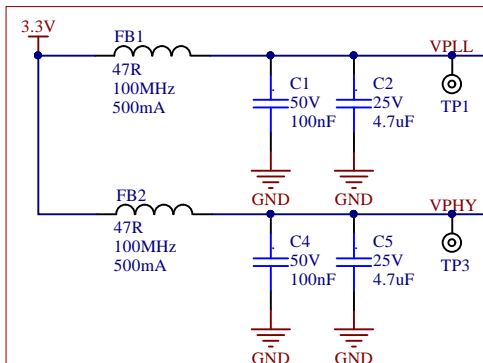 3.3V
FB1
47R
100MHz
500mA
C1
50V
100nF
C2
25V
4.7uF
VPLL
TP1
GND
GND
FB2
47R
100MHz
500mA
C4
50V
100nF
C5
25V
4.7uF
VPHY
TP3
GND
GND